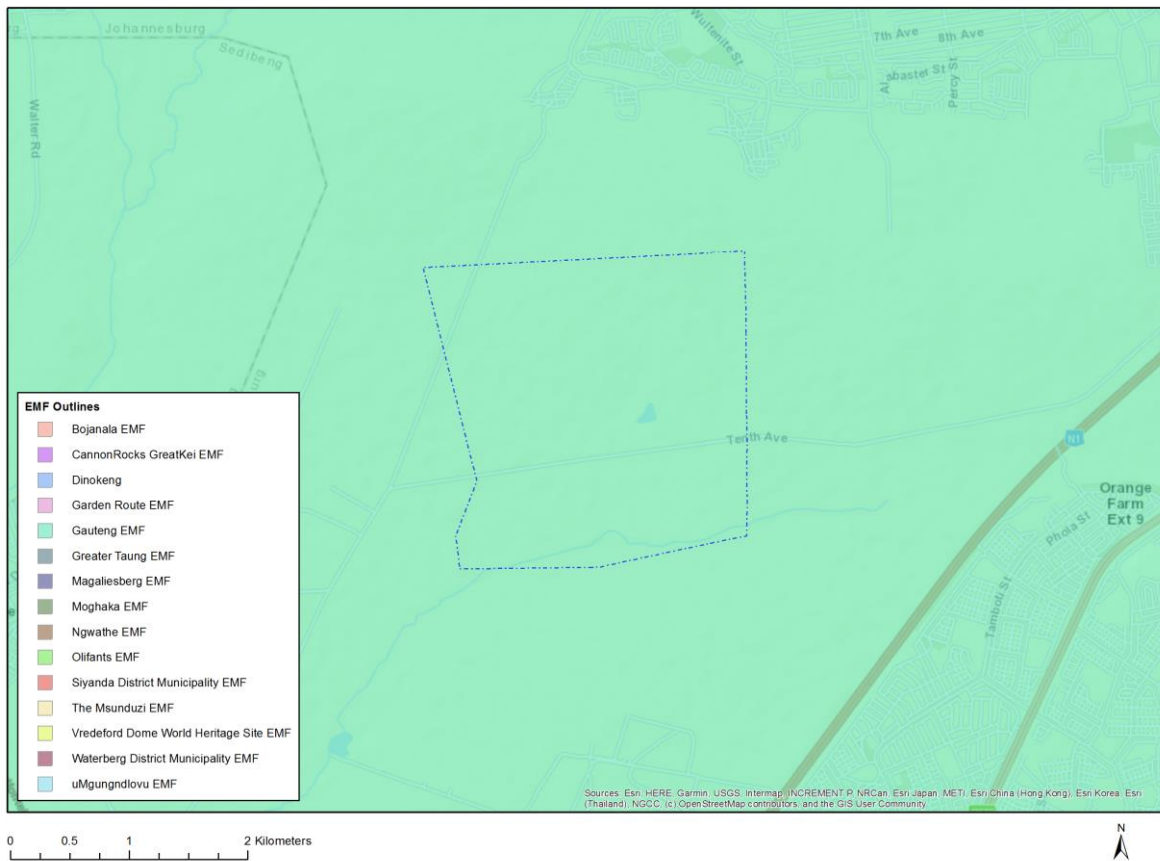 Johannesburg
Sedibeng
Walter Rd
Wulfenite St
7th Ave
8th Ave
Percy St
Tenth Ave
N1
Orange
Farm
Ext 9
Phola St
Tamboti St
EMF Outlines
Bojanala EMF
CannonRocks GreatKei EMF
Dinokeng
Garden Route EMF
Gauteng EMF
Greater Taung EMF
Magaliesberg EMF
Moghaka EMF
Ngwathe EMF
Olifants EMF
Siyanda District Municipality EMF
The Msunduzi EMF
Vredeford Dome World Heritage Site EMF
Waterberg District Municipality EMF
uMgungndlovu EMF
Sources: Esri, HERE, Garmin, USGS, Intermap, INCREMENT P, NRCan, Esri Japan, METI, Esri China (Hong Kong), Esri Korea, Esri
(Thailand), NGCC, (c) OpenStreetMap contributors, and the GIS User Community
0 0.5 1 2 Kilometers
N